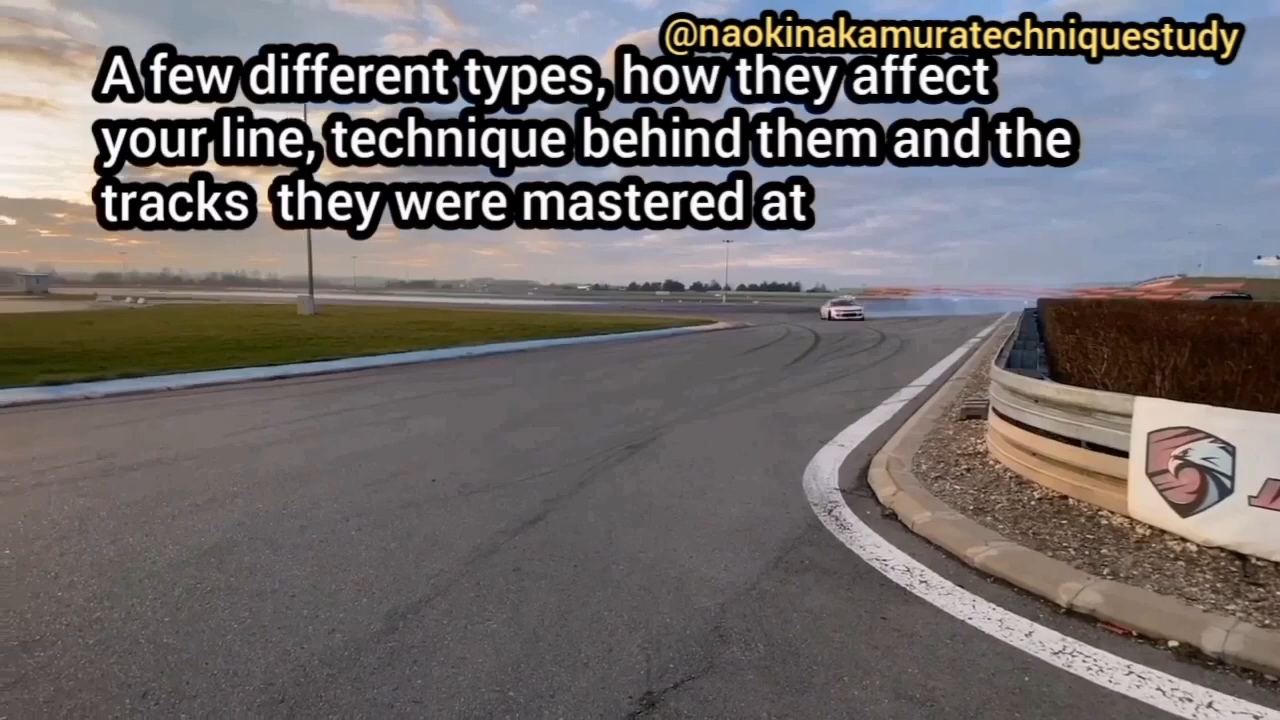 @naokinakamuratechniquestudy
A few different types, how they affect
your line, technique behind them and the
tracks they were mastered at